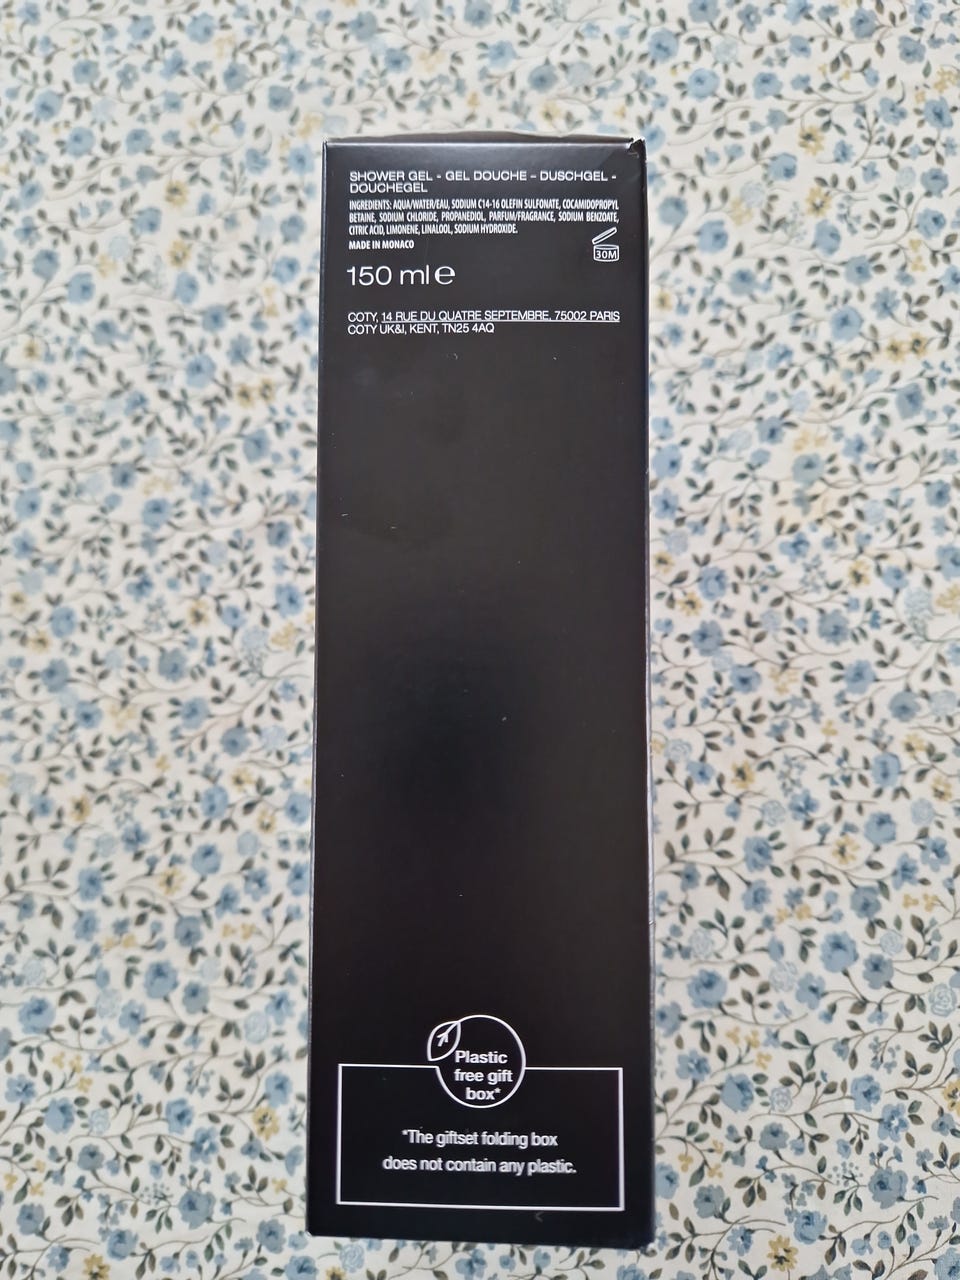 SHOWER GEL - GEL DOUCHE - DUSCHGEL -
DOUCHEGEL
INGREDIENTS: AQUA/WATER/EAU, SODIUM C14-16 OLEFIN SULFONATE, COCAMIDOPROPYL
BETAINE, SODIUM CHLORIDE, PROPANEDIOL, PARFUM/FRAGRANCE, SODIUM BENZOATE,
CITRIC ACID, LIMONENE, LINALOOL, SODIUM HYDROXIDE.
MADE IN MONACO
30M
150 ml e
COTY, 14 RUE DU QUATRE SEPTEMBRE, 75002 PARIS
COTY UK&I, KENT, TN25 4AQ
Plastic
free gift
box*
*The giftset folding box
does not contain any plastic.